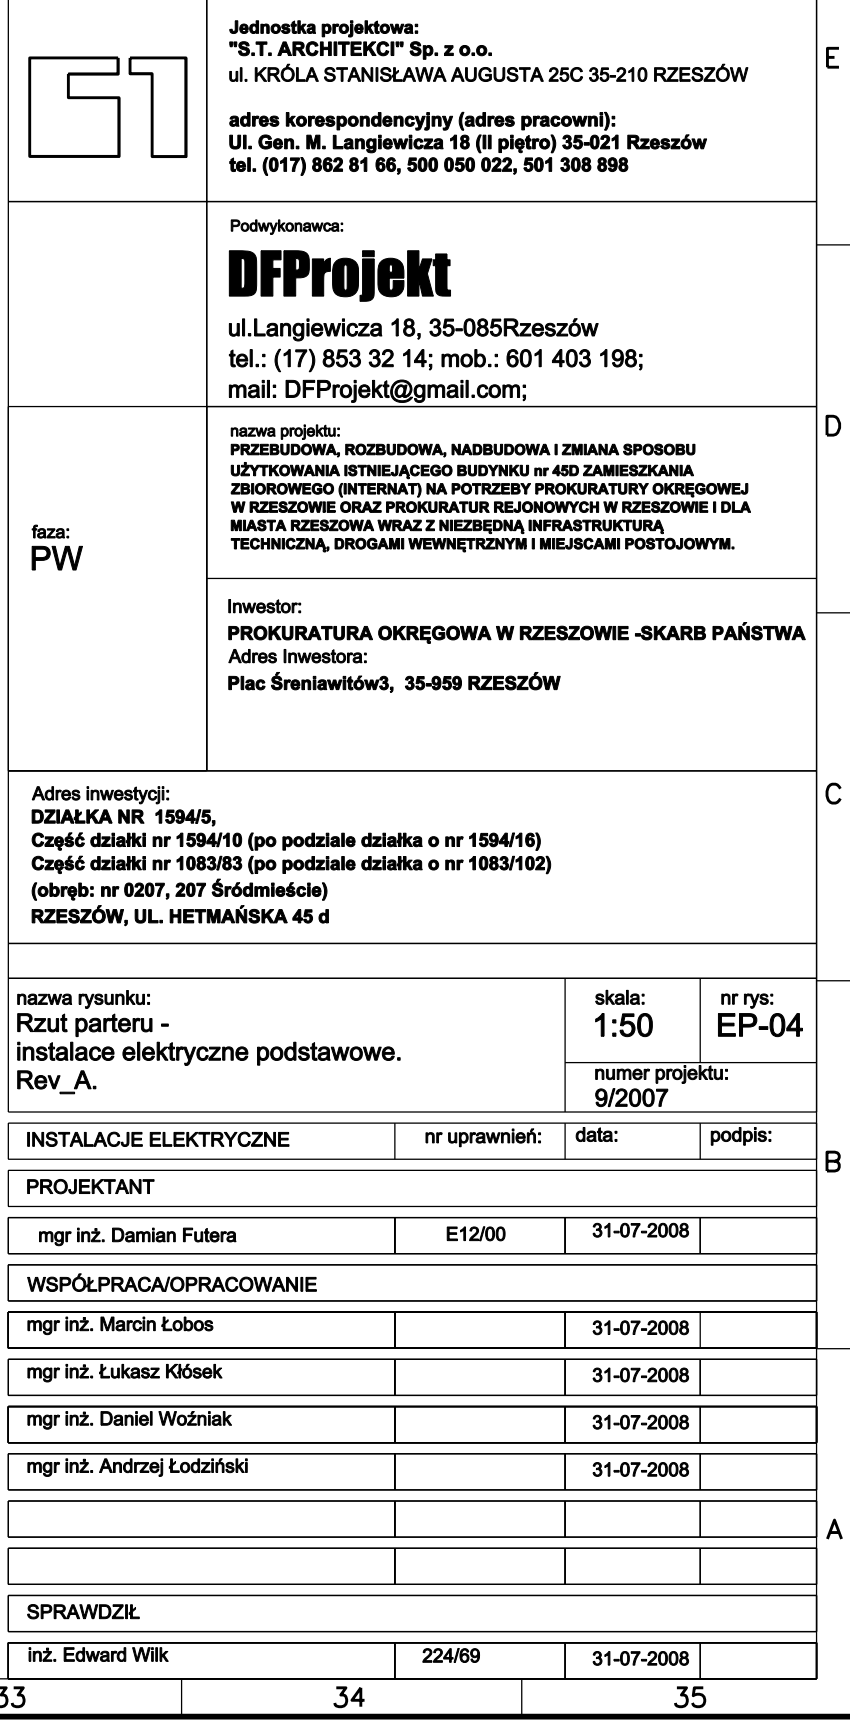 Jednostka projektowa:
"S.T. ARCHITEKCI" Sp. z o.o.
ul. KRÓLA STANISŁAWA AUGUSTA 25C 35-210 RZESZÓW
adres korespondencyjny (adres pracowni):
Ul. Gen. M. Langiewicza 18 (II piętro) 35-021 Rzeszów
tel. (017) 862 81 66, 500 050 022, 501 308 898
E
Podwykonawca:
DFProjekt
ul.Langiewicza 18, 35-085Rzeszów
tel.: (17) 853 32 14; mob.: 601 403 198;
mail: DFProjekt@gmail.com;
D
faza:
PW
nazwa projektu:
PRZEBUDOWA, ROZBUDOWA, NADBUDOWA I ZMIANA SPOSOBU
UŻYTKOWANIA ISTNIEJĄCEGO BUDYNKU nr 45D ZAMIESZKANIA
ZBIOROWEGO (INTERNAT) NA POTRZEBY PROKURATURY OKRĘGOWEJ
W RZESZOWIE ORAZ PROKURATUR REJONOWYCH W RZESZOWIE I DLA
MIASTA RZESZOWA WRAZ Z NIEZBĘDNĄ INFRASTRUKTURĄ
TECHNICZNĄ, DROGAMI WEWNĘTRZNYM I MIEJSCAMI POSTOJOWYM.
Inwestor:
PROKURATURA OKRĘGOWA W RZESZOWIE -SKARB PAŃSTWA
Adres Inwestora:
Plac Śreniawitów3, 35-959 RZESZÓW
C
Adres inwestycji:
DZIAŁKA NR 1594/5,
Część działki nr 1594/10 (po podziale działka o nr 1594/16)
Część działki nr 1083/83 (po podziale działka o nr 1083/102)
(obręb: nr 0207, 207 Śródmieście)
RZESZÓW, UL. HETMAŃSKA 45 d
nazwa rysunku:
Rzut parteru -
instalace elektryczne podstawowe.
Rev_A.
skala:
1:50
nr rys:
EP-04
numer projektu:
9/2007
INSTALACJE ELEKTRYCZNE nr uprawnień: data: podpis:
B
PROJEKTANT
mgr inż. Damian Futera E12/00 31-07-2008
WSPÓŁPRACA/OPRACOWANIE
mgr inż. Marcin Łobos 31-07-2008
mgr inż. Łukasz Kłósek 31-07-2008
mgr inż. Daniel Woźniak 31-07-2008
mgr inż. Andrzej Łodziński 31-07-2008
A
SPRAWDZIŁ
inż. Edward Wilk 224/69 31-07-2008
33 34 35